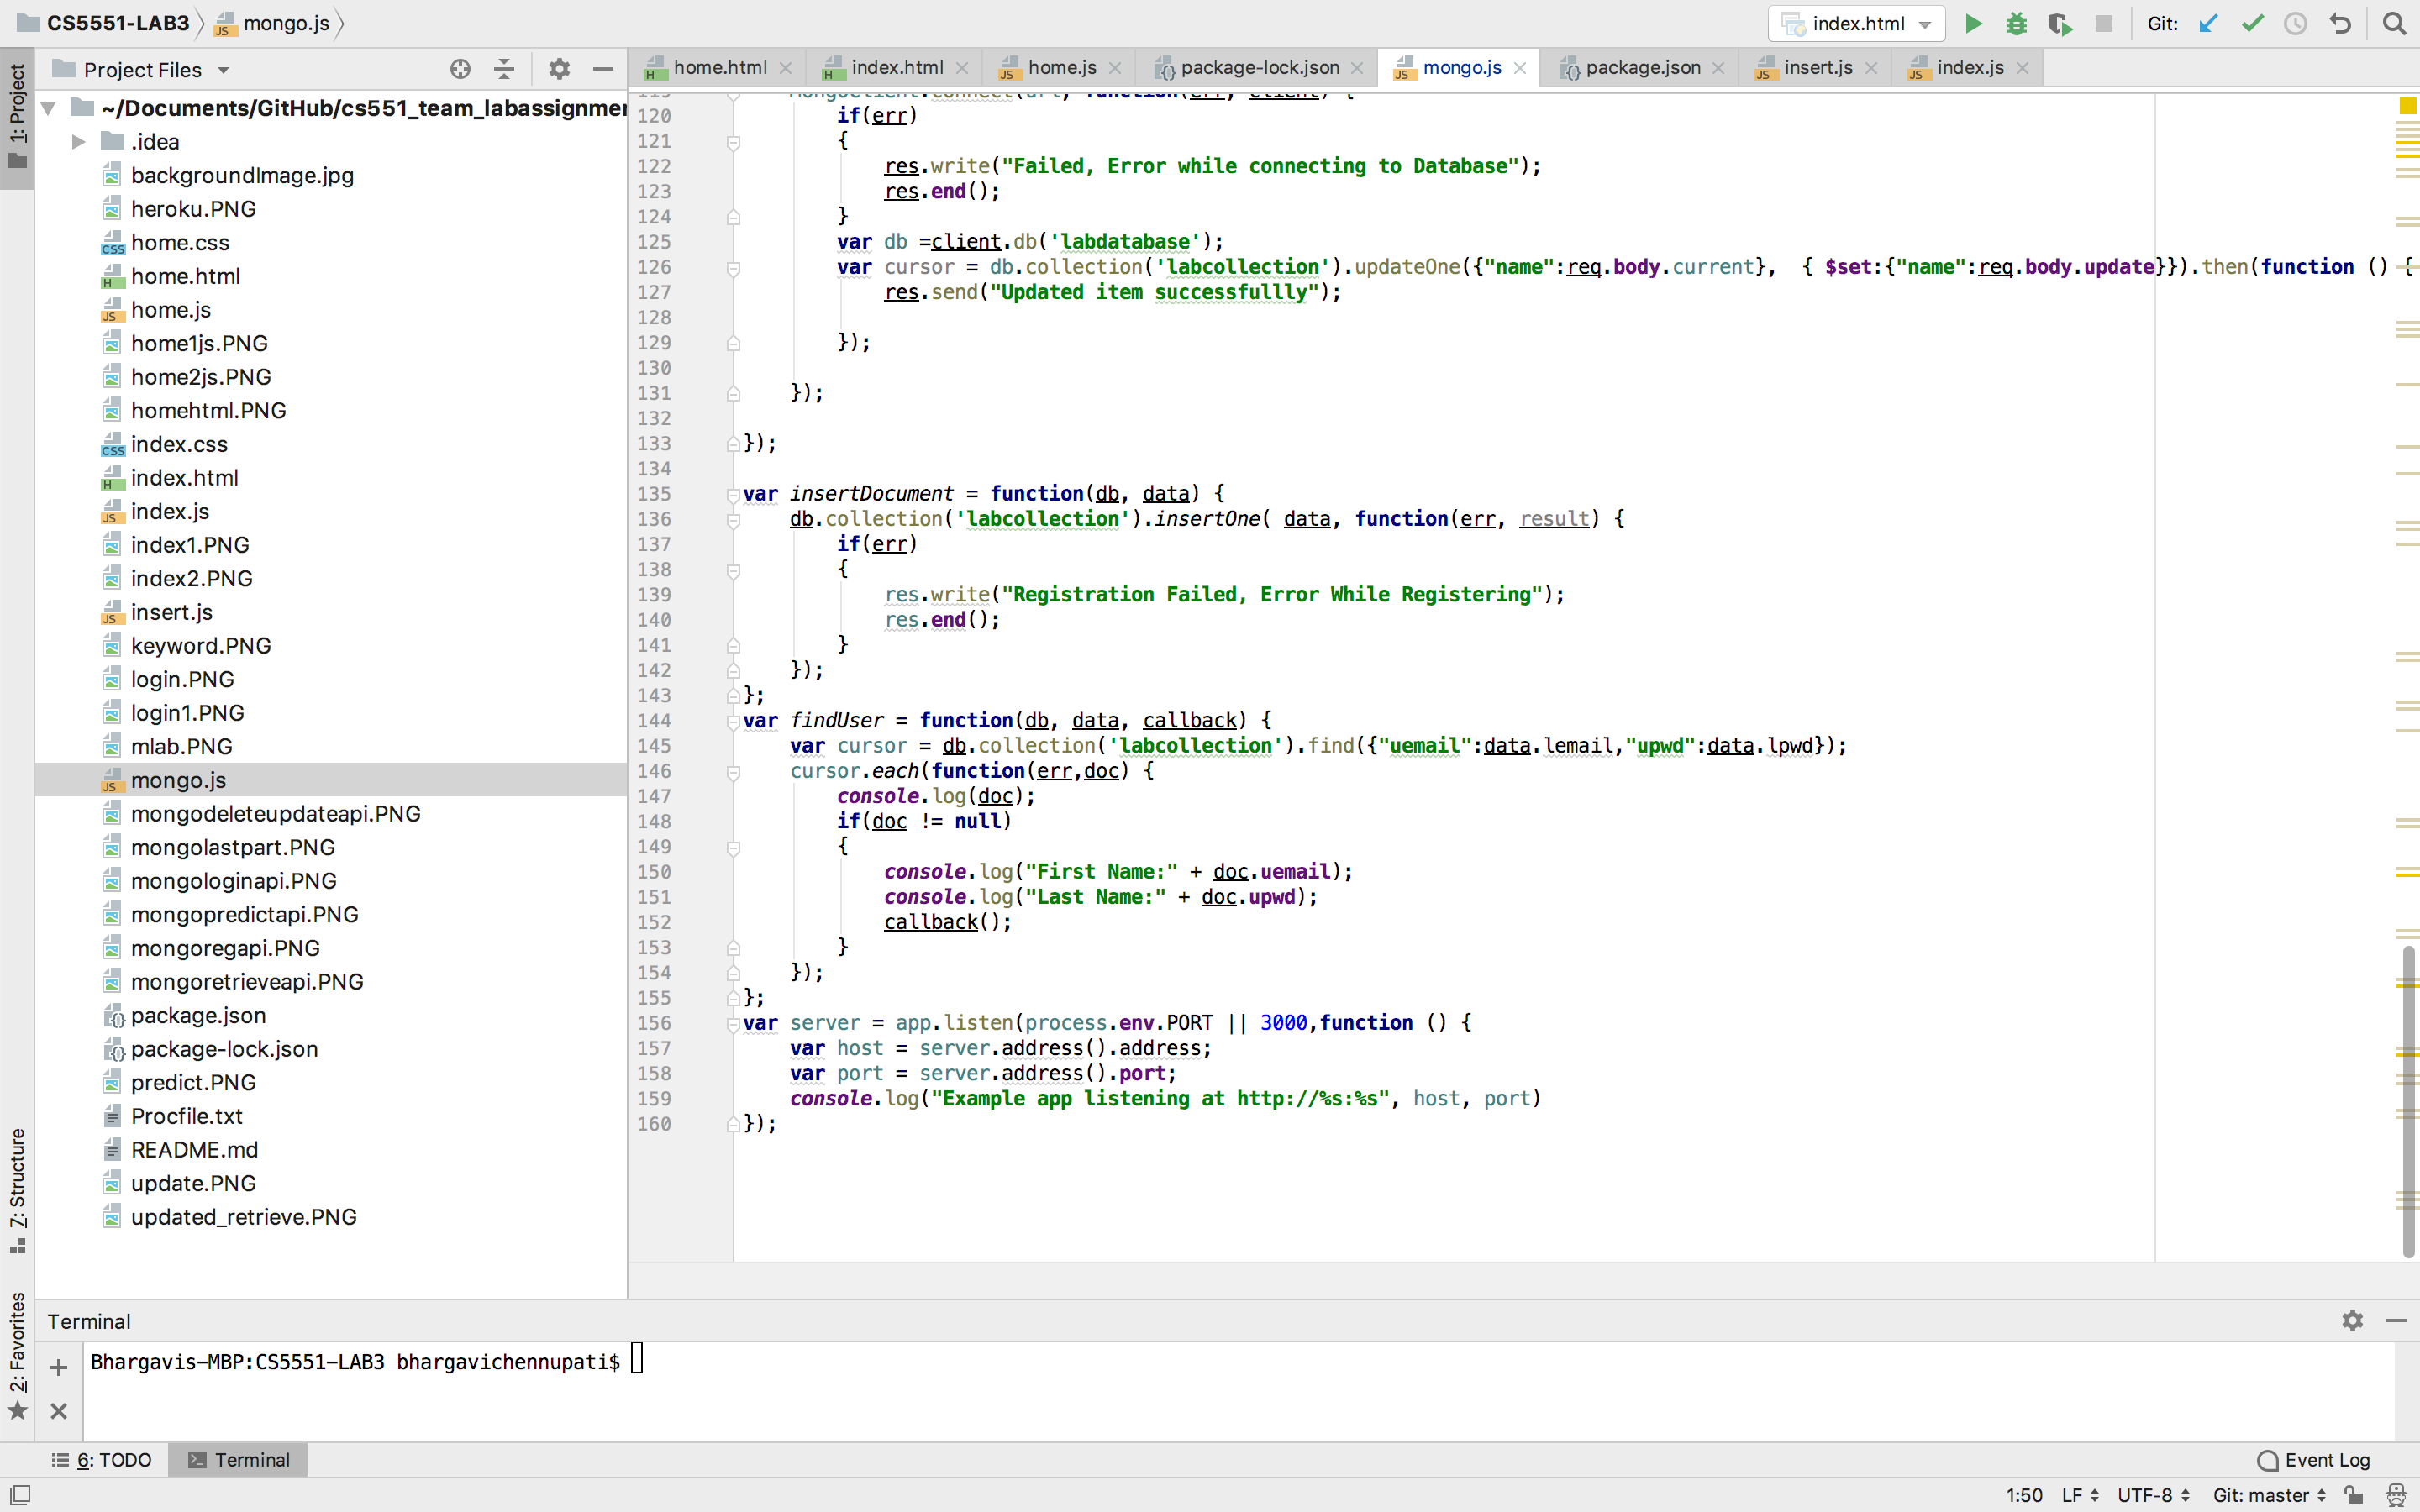 CS5551-LAB3 mongo.js
index.html
Git:
1: Project
Project Files
home.html
index.html
home.js
package-lock.json
mongo.js
package.json
insert.js
index.js
~/Documents/GitHub/cs551_team_labassignmen
.idea
backgroundImage.jpg
heroku.PNG
home.css
home.html
home.js
home1js.PNG
home2js.PNG
homehtml.PNG
index.css
index.html
index.js
index1.PNG
index2.PNG
insert.js
keyword.PNG
login.PNG
login1.PNG
mlab.PNG
mongo.js
mongodeleteupdateapi.PNG
mongolastpart.PNG
mongologinapi.PNG
mongopredictapi.PNG
mongoregapi.PNG
mongoretrieveapi.PNG
package.json
package-lock.json
predict.PNG
Procfile.txt
README.md
update.PNG
updated_retrieve.PNG
7: Structure
2: Favorites
119 MongoClient.connect(url, function(err, client) {
120 if(err)
121 {
122 res.write("Failed, Error while connecting to Database");
123 res.end();
124 }
125 var db =client.db('labdatabase');
126 var cursor = db.collection('labcollection').updateOne({"name":req.body.current}, { $set:{"name":req.body.update}}).then(function () {
127 res.send("Updated item successfullly");
128
129 });
130
131 });
132
133 });
134
135 var insertDocument = function(db, data) {
136 db.collection('labcollection').insertOne( data, function(err, result) {
137 if(err)
138 {
139 res.write("Registration Failed, Error While Registering");
140 res.end();
141 }
142 });
143 };
144 var findUser = function(db, data, callback) {
145 var cursor = db.collection('labcollection').find({"uemail":data.lemail,"upwd":data.lpwd});
146 cursor.each(function(err,doc) {
147 console.log(doc);
148 if(doc != null)
149 {
150 console.log("First Name:" + doc.uemail);
151 console.log("Last Name:" + doc.upwd);
152 callback();
153 }
154 });
155 };
156 var server = app.listen(process.env.PORT || 3000,function () {
157 var host = server.address().address;
158 var port = server.address().port;
159 console.log("Example app listening at http://%s:%s", host, port)
160 });
Terminal
Bhargavis-MBP:CS5551-LAB3 bhargavichennupati$
6: TODO
Terminal
Event Log
1:50 LF UTF-8 Git: master